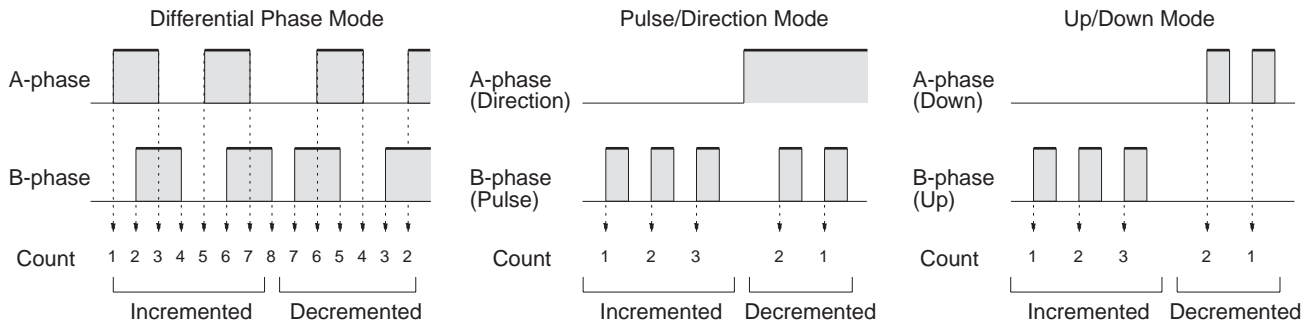 Differential Phase Mode
A-phase
B-phase
Count 1 2 3 4 5 6 7 8 7 6 5 4 3 2
Incremented Decremented
Pulse/Direction Mode
A-phase
(Direction)
B-phase
(Pulse)
Count 1 2 3 2 1
Incremented Decremented
Up/Down Mode
A-phase
(Down)
B-phase
(Up)
Count 1 2 3 2 1
Incremented Decremented